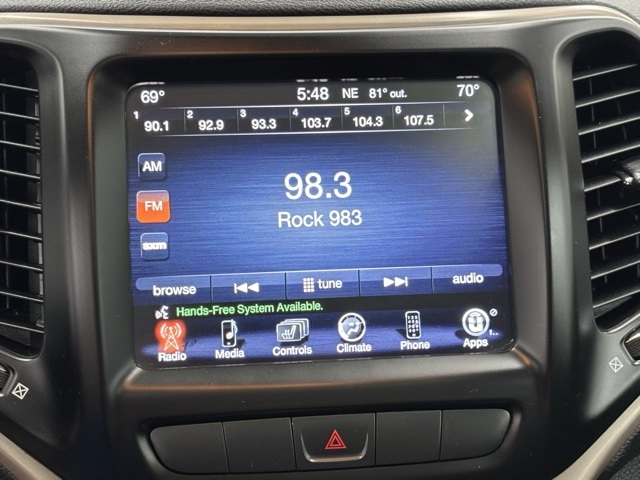 69° 5:48 NE 81° out. 70°
1 90.1 2 92.9 3 93.3 4 103.7 5 104.3 6 107.5
AM
98.3
FM
Rock 983
sxm
browse tune audio
Hands-Free System Available.
Radio Media Controls Climate Phone Apps